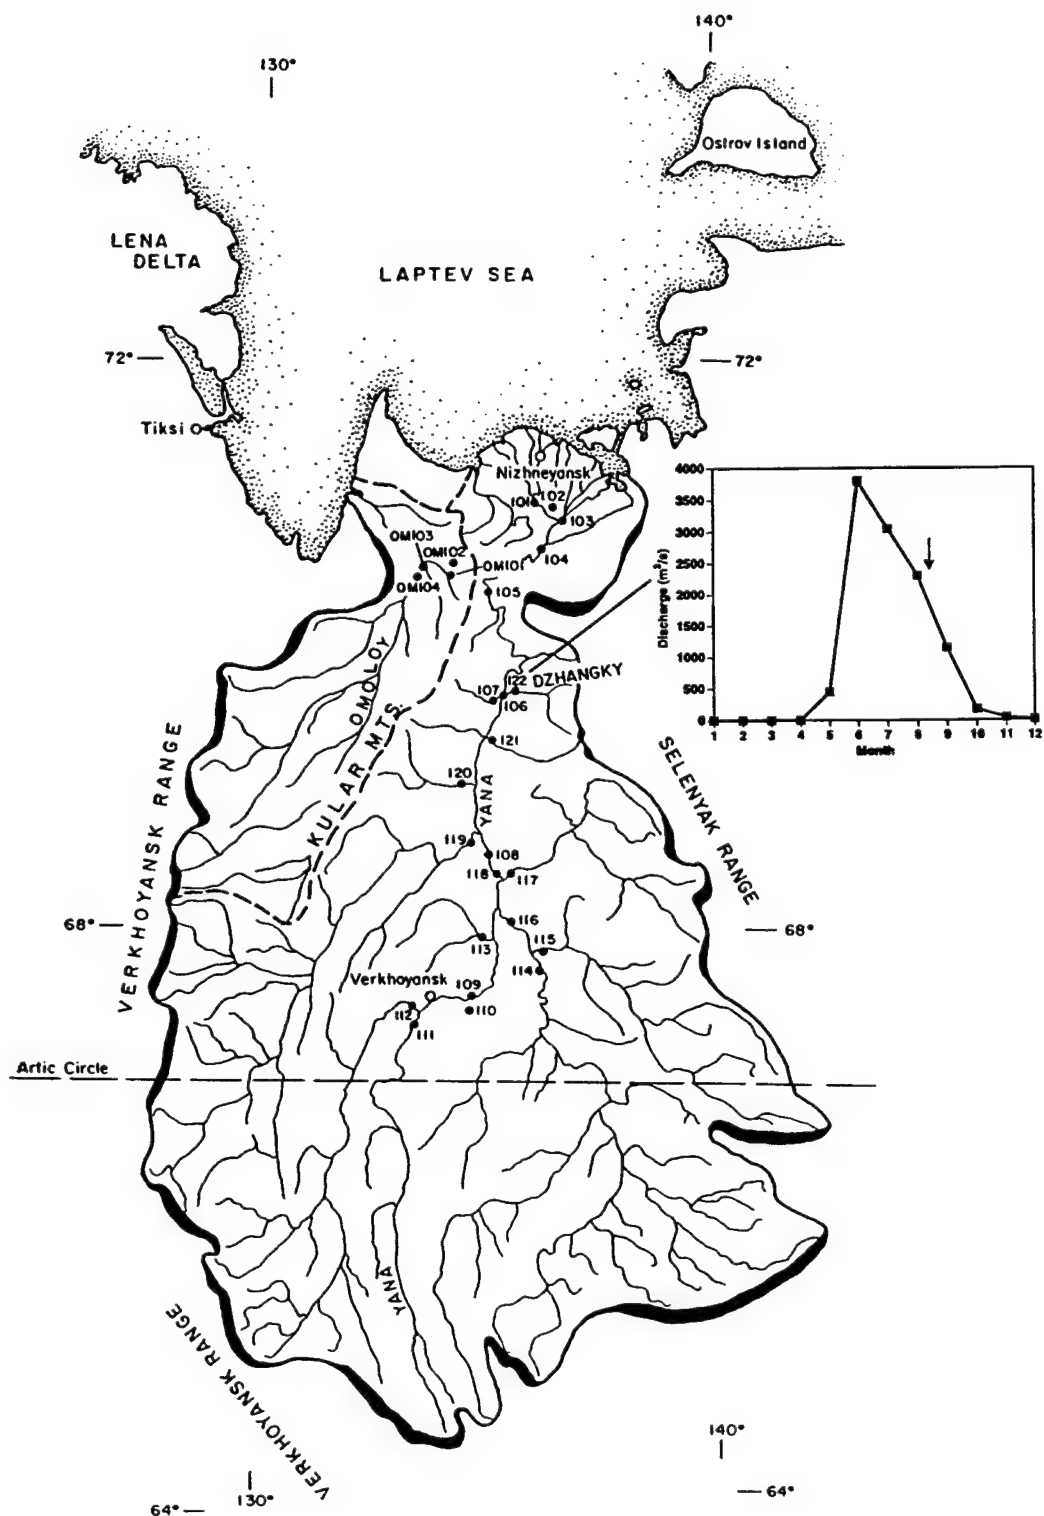 140°
130°
Ostrov Island
LENA
DELTA
LAPTEV SEA
72°
72°
Tiksi
Nizhneyansk
101
102
103
104
OM103
OM102
OM101
OM104
105
4000
3500
3000
2500
2000
1500
1000
500
0
Discharge (m³/s)
1 2 3 4 5 6 7 8 9 10 11 12
Month
OMOLOY
KULAR MTS.
122
DZHANGKY
107
106
121
120
YANA
119
108
118
117
VERKHOYANSK RANGE
SELENYAK RANGE
68°
68°
116
113
115
114
Verkhoyansk
109
110
112
111
Artic Circle
YANA
VERKHOYANSK RANGE
140°
130°
64°
64°